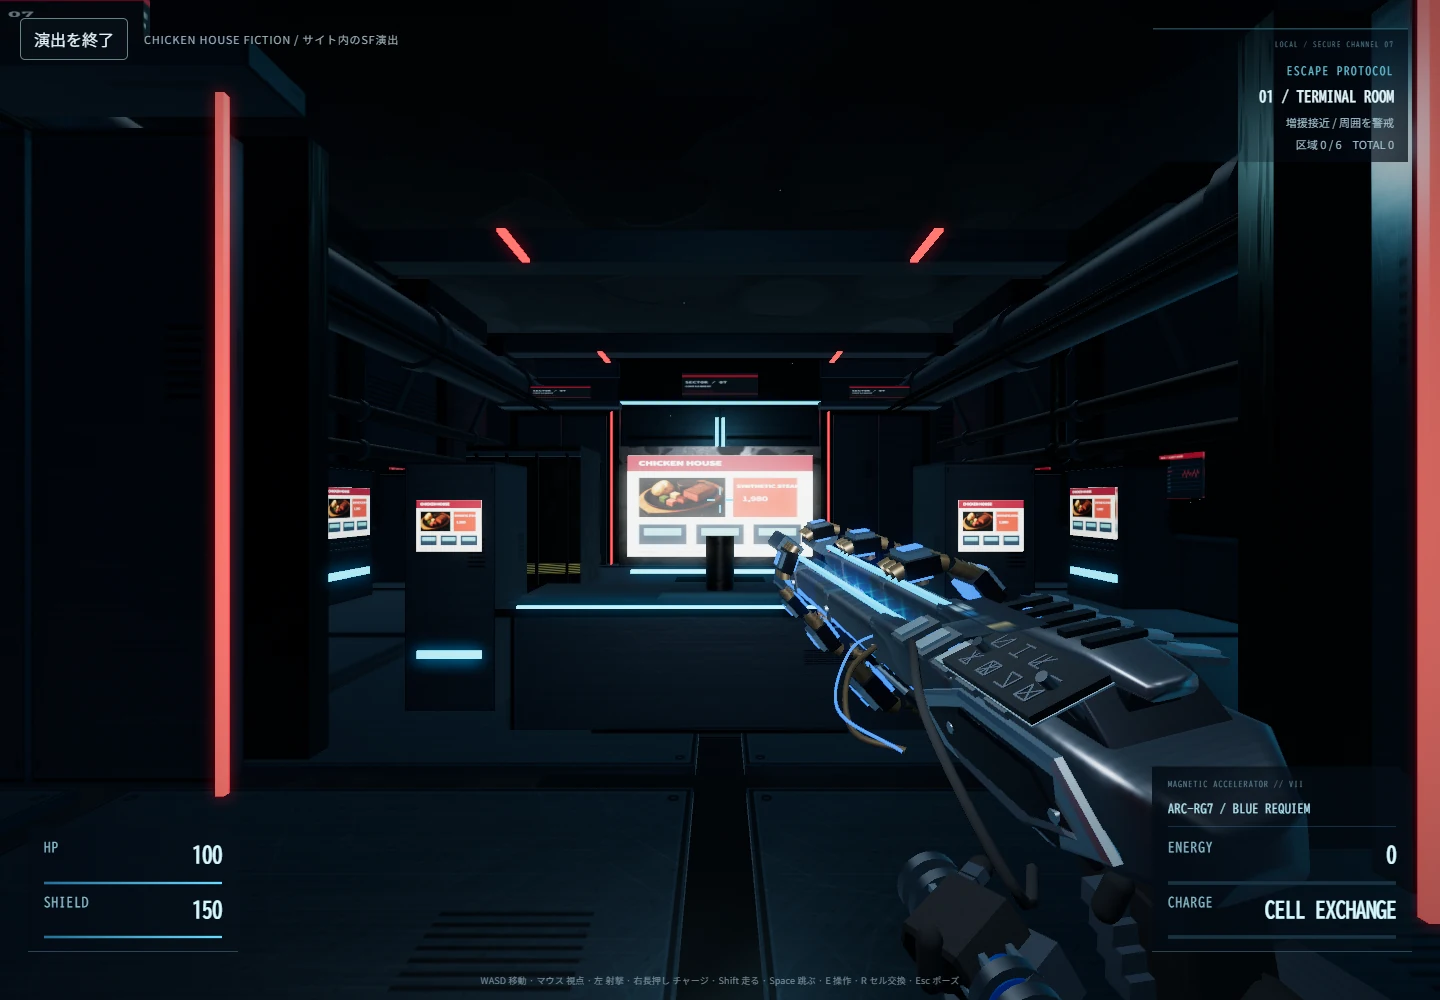 07
演出を終了
CHICKEN HOUSE FICTION / サイト内のSF演出
LOCAL / SECURE CHANNEL 07
ESCAPE PROTOCOL
01 / TERMINAL ROOM
増援接近 / 周囲を警戒
区域 0 / 6 TOTAL 0
SECTOR / 07
CHICKEN HOUSE
1,980
MAGNETIC ACCELERATOR // VII
ARC-RG7 / BLUE REQUIEM
HP 100
ENERGY 0
SHIELD 150
CHARGE CELL EXCHANGE
WASD 移動 · マウス 視点 · 左 射撃 · 右長押し チャージ · Shift 走る · Space 跳ぶ · E 操作 · R セル交換 · Esc ポーズ